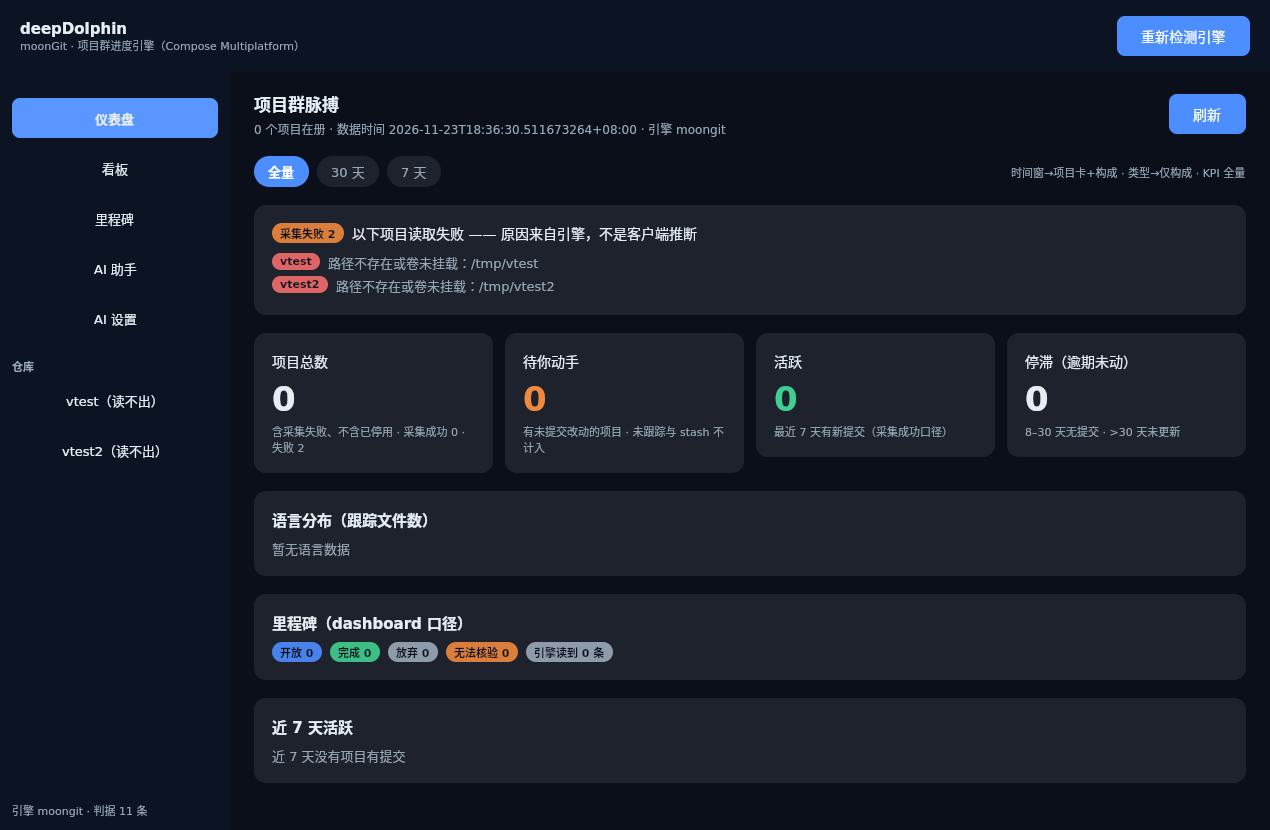 deepDolphin
moonGit · 项目群进度引擎（Compose Multiplatform）
重新检测引擎
仪表盘
看板
里程碑
AI 助手
AI 设置
仓库
vtest（读不出）
vtest2（读不出）
引擎 moongit · 判据 11 条
项目群脉搏
0 个项目在册 · 数据时间 2026-11-23T18:36:30.511673264+08:00 · 引擎 moongit
刷新
全量
30 天
7 天
时间窗→项目卡+构成 · 类型→仅构成 · KPI 全量
采集失败 2 以下项目读取失败 —— 原因来自引擎，不是客户端推断
vtest 路径不存在或卷未挂载：/tmp/vtest
vtest2 路径不存在或卷未挂载：/tmp/vtest2
项目总数
0
含采集失败、不含已停用 · 采集成功 0 ·
失败 2
待你动手
0
有未提交改动的项目 · 未跟踪与 stash 不
计入
活跃
0
最近 7 天有新提交（采集成功口径）
停滞（逾期未动）
0
8–30 天无提交 · >30 天未更新
语言分布（跟踪文件数）
暂无语言数据
里程碑（dashboard 口径）
开放 0 完成 0 放弃 0 无法核验 0 引擎读到 0 条
近 7 天活跃
近 7 天没有项目有提交